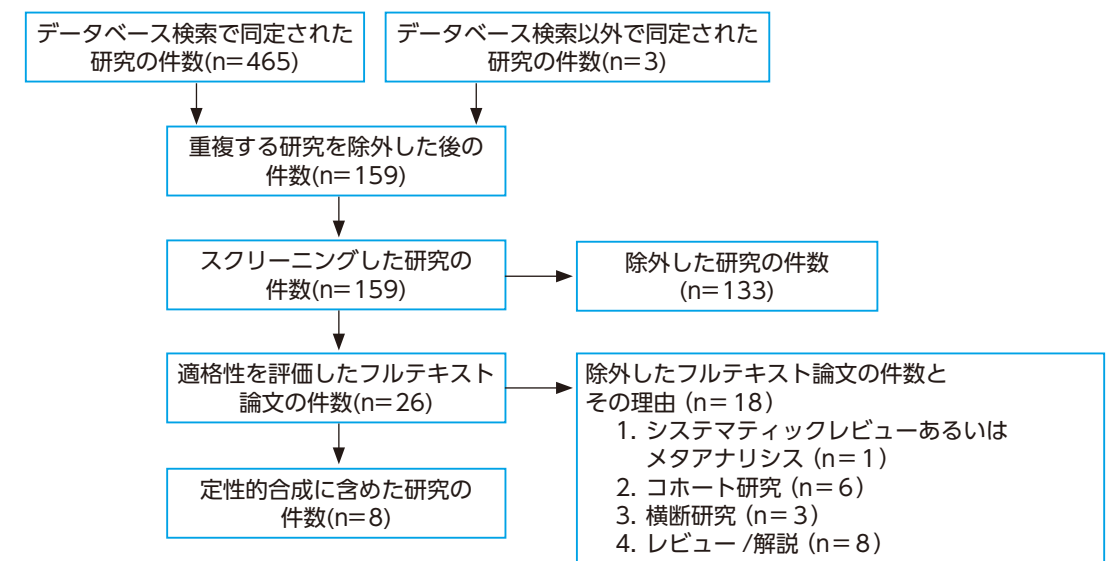 データベース検索で同定された
研究の件数(n=465)
データベース検索以外で同定された
研究の件数(n=3)
重複する研究を除外した後の
件数(n=159)
スクリーニングした研究の
件数(n=159)
除外した研究の件数
(n=133)
適格性を評価したフルテキスト
論文の件数(n=26)
除外したフルテキスト論文の件数と
その理由(n=18)
1. システマティックレビューあるいは
メタアナリシス(n=1)
2. コホート研究(n=6)
3. 横断研究(n=3)
4. レビュー/解説(n=8)
定性的合成に含めた研究の
件数(n=8)